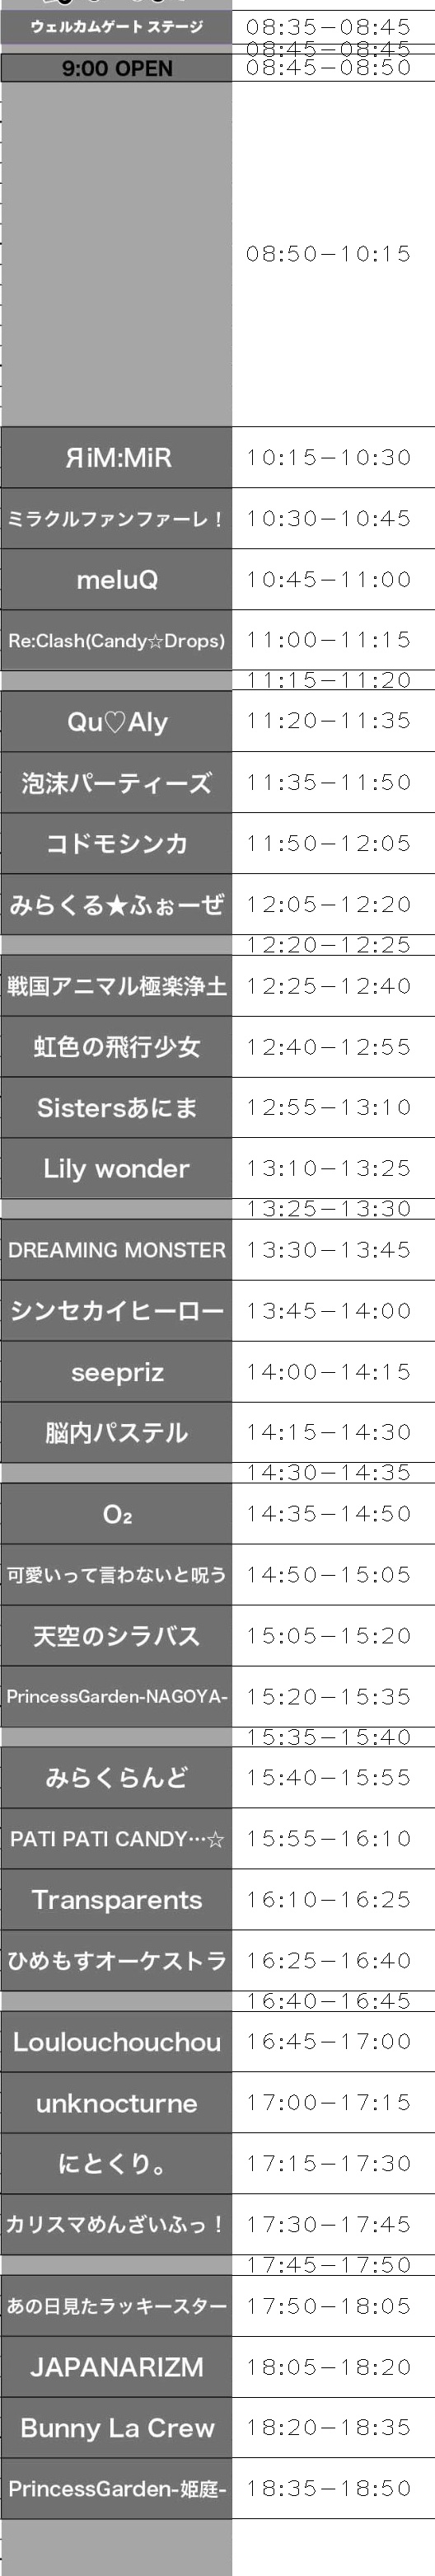 ウェルカムゲート ステージ 08:35-08:45
08:45-08:45
9:00 OPEN 08:45-08:50
08:50-10:15
ЯiM:MiR 10:15-10:30
ミラクルファンファーレ！ 10:30-10:45
meluQ 10:45-11:00
Re:Clash(Candy☆Drops) 11:00-11:15
11:15-11:20
Qu♡Aly 11:20-11:35
泡沫パーティーズ 11:35-11:50
コドモシンカ 11:50-12:05
みらくる★ふぉーぜ 12:05-12:20
12:20-12:25
戦国アニマル極楽浄土 12:25-12:40
虹色の飛行少女 12:40-12:55
Sistersあにま 12:55-13:10
Lily wonder 13:10-13:25
13:25-13:30
DREAMING MONSTER 13:30-13:45
シンセカイヒーロー 13:45-14:00
seepriz 14:00-14:15
脳内パステル 14:15-14:30
14:30-14:35
O₂ 14:35-14:50
可愛いって言わないと呪う 14:50-15:05
天空のシラバス 15:05-15:20
PrincessGarden-NAGOYA- 15:20-15:35
15:35-15:40
みらくらんど 15:40-15:55
PATI PATI CANDY…☆ 15:55-16:10
Transparents 16:10-16:25
ひめもすオーケストラ 16:25-16:40
16:40-16:45
Loulouchouchou 16:45-17:00
unknocturne 17:00-17:15
にとくり。 17:15-17:30
カリスマめんざいふっ！ 17:30-17:45
17:45-17:50
あの日見たラッキースター 17:50-18:05
JAPANARIZM 18:05-18:20
Bunny La Crew 18:20-18:35
PrincessGarden-姫庭- 18:35-18:50